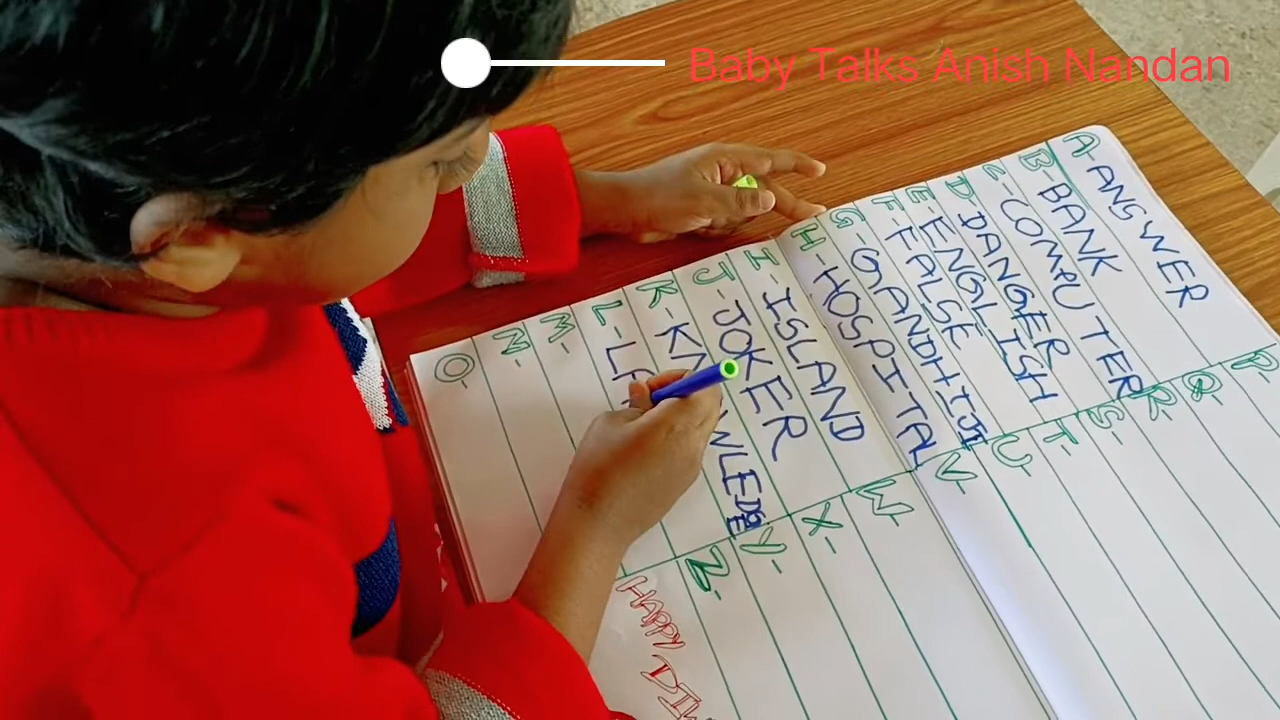 Baby Talks Anish Nandan
A-ANSWER
B-BANK
C-COMPUTER
D-DANGER
E-ENGLISH
F-FALSE
G-GANDHIJI
H-HOSPITAL
I-ISLAND
J-JOKER
K-
L-
M-
N-
O-
P-
Q-
R-
S-
T-
U-
V-
W-
X-
Y-
Z-
HAPPY